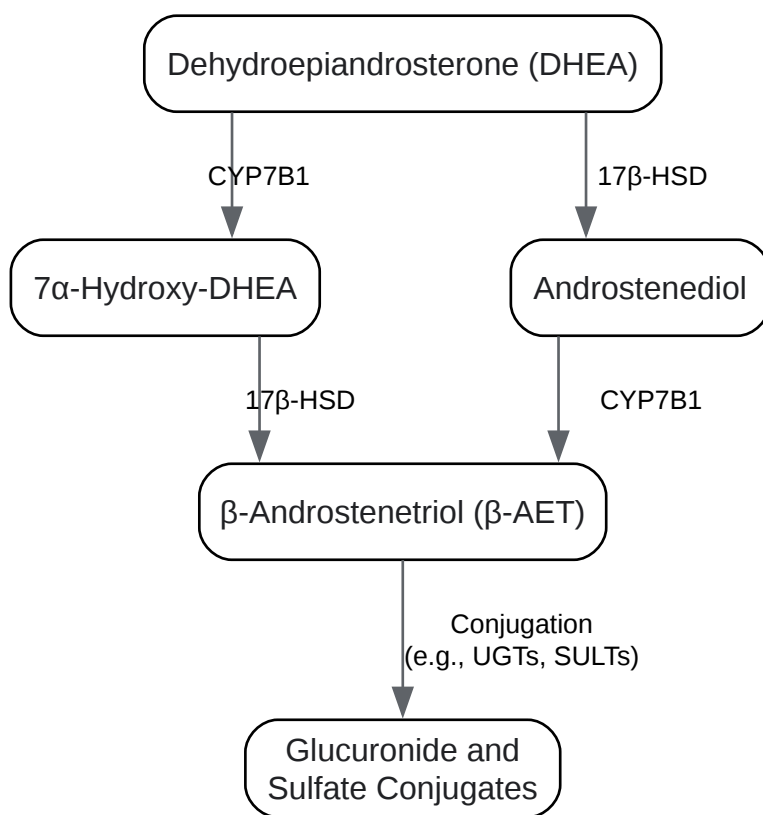 Dehydroepiandrosterone (DHEA)
CYP7B1
17β-HSD
7α-Hydroxy-DHEA
Androstenediol
17β-HSD
CYP7B1
β-Androstenetriol (β-AET)
Conjugation
(e.g., UGTs, SULTs)
Glucuronide and
Sulfate Conjugates